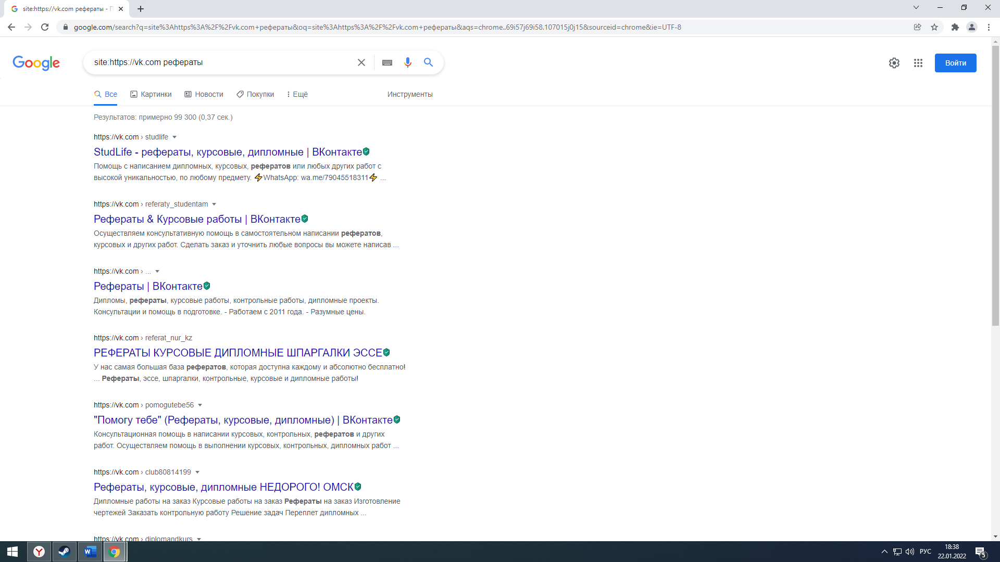 site:https://vk.com рефераты - П
google.com/search?q=site%3Ahttps%3A%2F%2Fvk.com+рефераты&oq=site%3Ahttps%3A%2F%2Fvk.com+рефераты&aqs=chrome..69i57j69i58.107015j0j15&sourceid=chrome&ie=UTF-8
Google
site:https://vk.com рефераты
Войти
Все Картинки Новости Покупки Ещё Инструменты
Результатов: примерно 99 300 (0,37 сек.)
https://vk.com › studlife
StudLife - рефераты, курсовые, дипломные | ВКонтакте
Помощь с написанием дипломных, курсовых, рефератов или любых других работ с
высокой уникальностью, по любому предмету. ⚡WhatsApp: wa.me/79045518311⚡ ...
https://vk.com › referaty_studentam
Рефераты & Курсовые работы | ВКонтакте
Осуществляем консультативную помощь в самостоятельном написании рефератов,
курсовых и других работ. Сделать заказ и уточнить любые вопросы вы можете написав ...
https://vk.com › ...
Рефераты | ВКонтакте
Дипломы, рефераты, курсовые работы, контрольные работы, дипломные проекты.
Консультации и помощь в подготовке. - Работаем с 2011 года. - Разумные цены.
https://vk.com › referat_nur_kz
РЕФЕРАТЫ КУРСОВЫЕ ДИПЛОМНЫЕ ШПАРГАЛКИ ЭССЕ
У нас самая большая база рефератов, которая доступна каждому и абсолютно бесплатно!
... Рефераты, эссе, шпаргалки, контрольные, курсовые и дипломные работы!
https://vk.com › pomogutebe56
"Помогу тебе" (Рефераты, курсовые, дипломные) | ВКонтакте
Консультационная помощь в написании курсовых, контрольных, рефератов и других
работ. Осуществляем помощь в выполнении курсовых, контрольных, дипломных работ ...
https://vk.com › club80814199
Рефераты, курсовые, дипломные НЕДОРОГО! ОМСК
Дипломные работы на заказ Курсовые работы на заказ Рефераты на заказ Изготовление
чертежей Заказать контрольную работу Решение задач Переплет дипломных ...
https://vk.com › diplomandkurs
РУС
18:38
22.01.2022
5